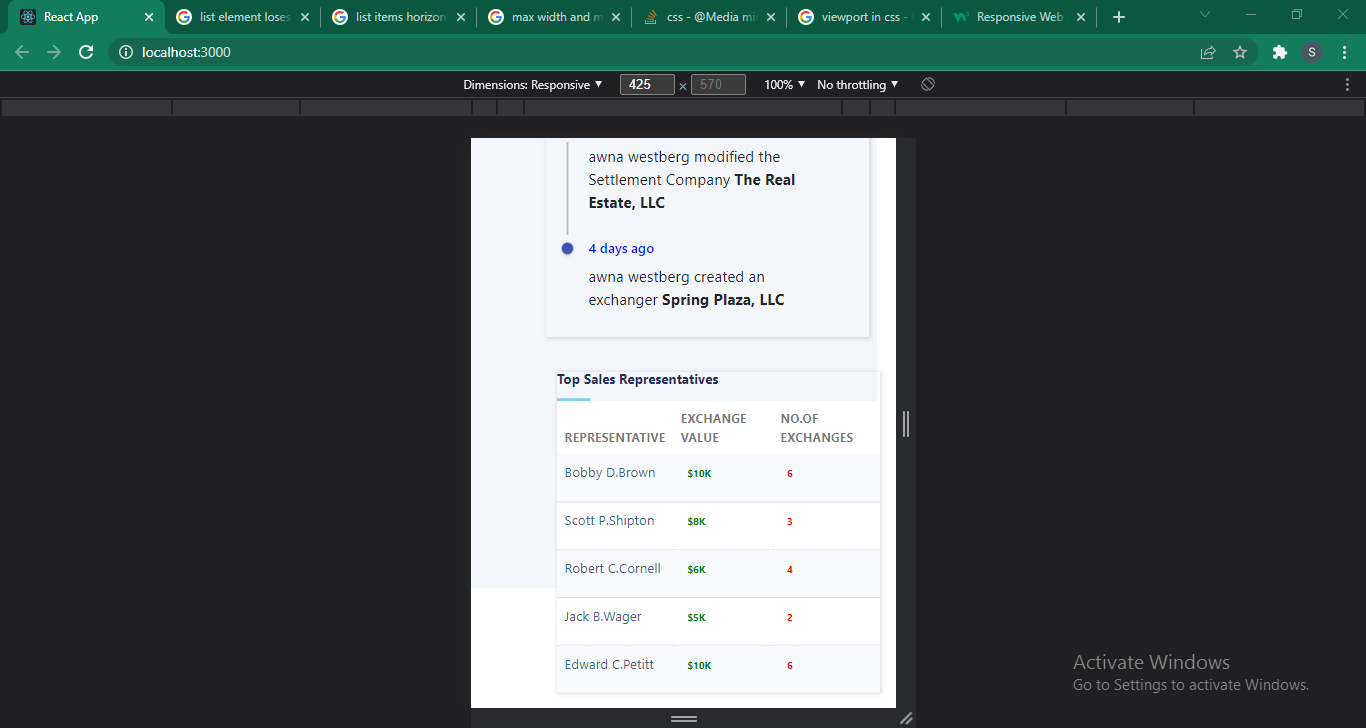 React App
list element loses
list items horizon
max width and m
css - @Media mi
viewport in css -
Responsive Web
localhost:3000
S
Dimensions: Responsive
425 × 570
100%
No throttling
awna westberg modified the
Settlement Company The Real
Estate, LLC
4 days ago
awna westberg created an
exchanger Spring Plaza, LLC
Top Sales Representatives
REPRESENTATIVE EXCHANGE VALUE NO.OF EXCHANGES
Bobby D.Brown $10K 6
Scott P.Shipton $8K 3
Robert C.Cornell $6K 4
Jack B.Wager $5K 2
Edward C.Petitt $10K 6
Activate Windows
Go to Settings to activate Windows.